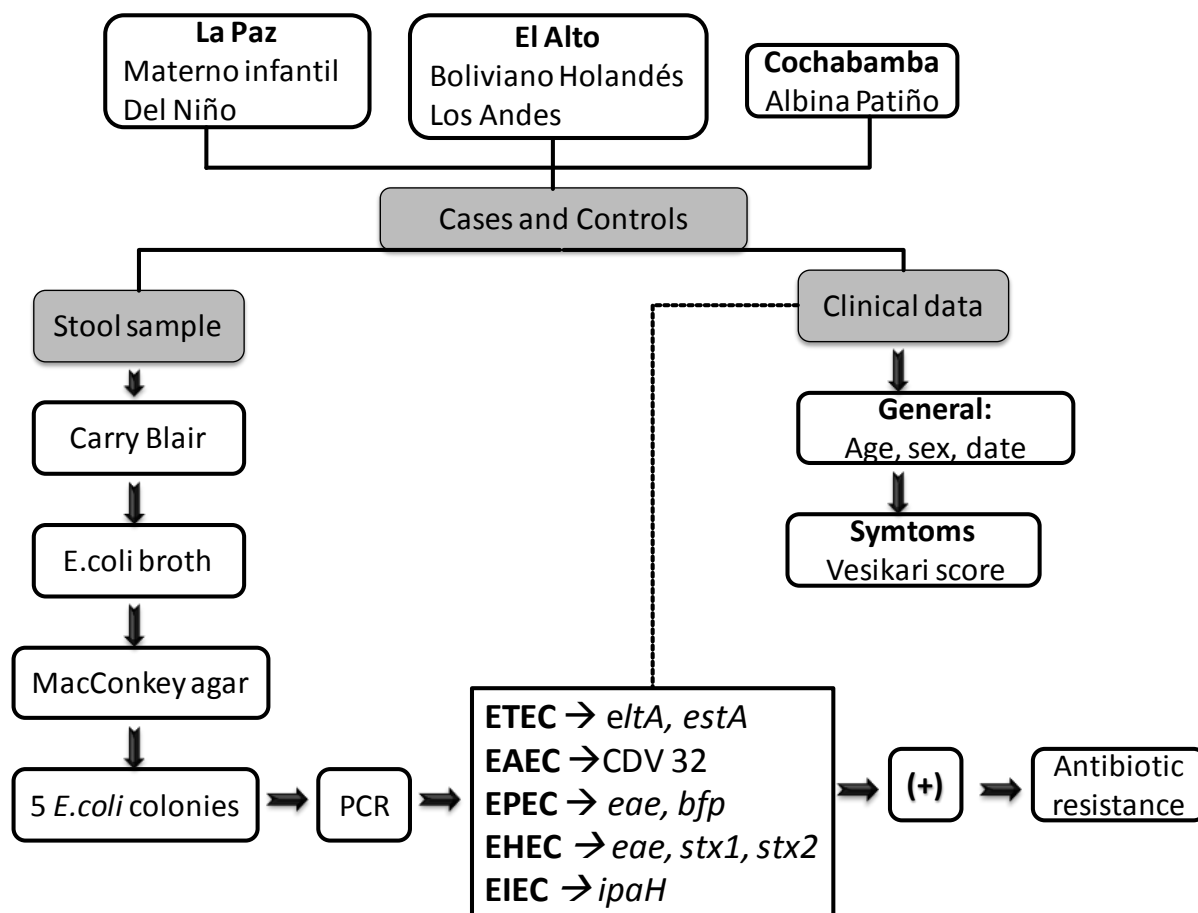 La Paz
Materno infantil
Del Niño
El Alto
Boliviano Holandés
Los Andes
Cochabamba
Albina Patiño
Cases and Controls
Stool sample
Clinical data
Carry Blair
General:
Age, sex, date
E.coli broth
Symtoms
Vesikari score
MacConkey agar
5 E.coli colonies
PCR
ETEC → eltA, estA
EAEC →CDV 32
EPEC → eae, bfp
EHEC → eae, stx1, stx2
EIEC → ipaH
(+)
Antibiotic
resistance